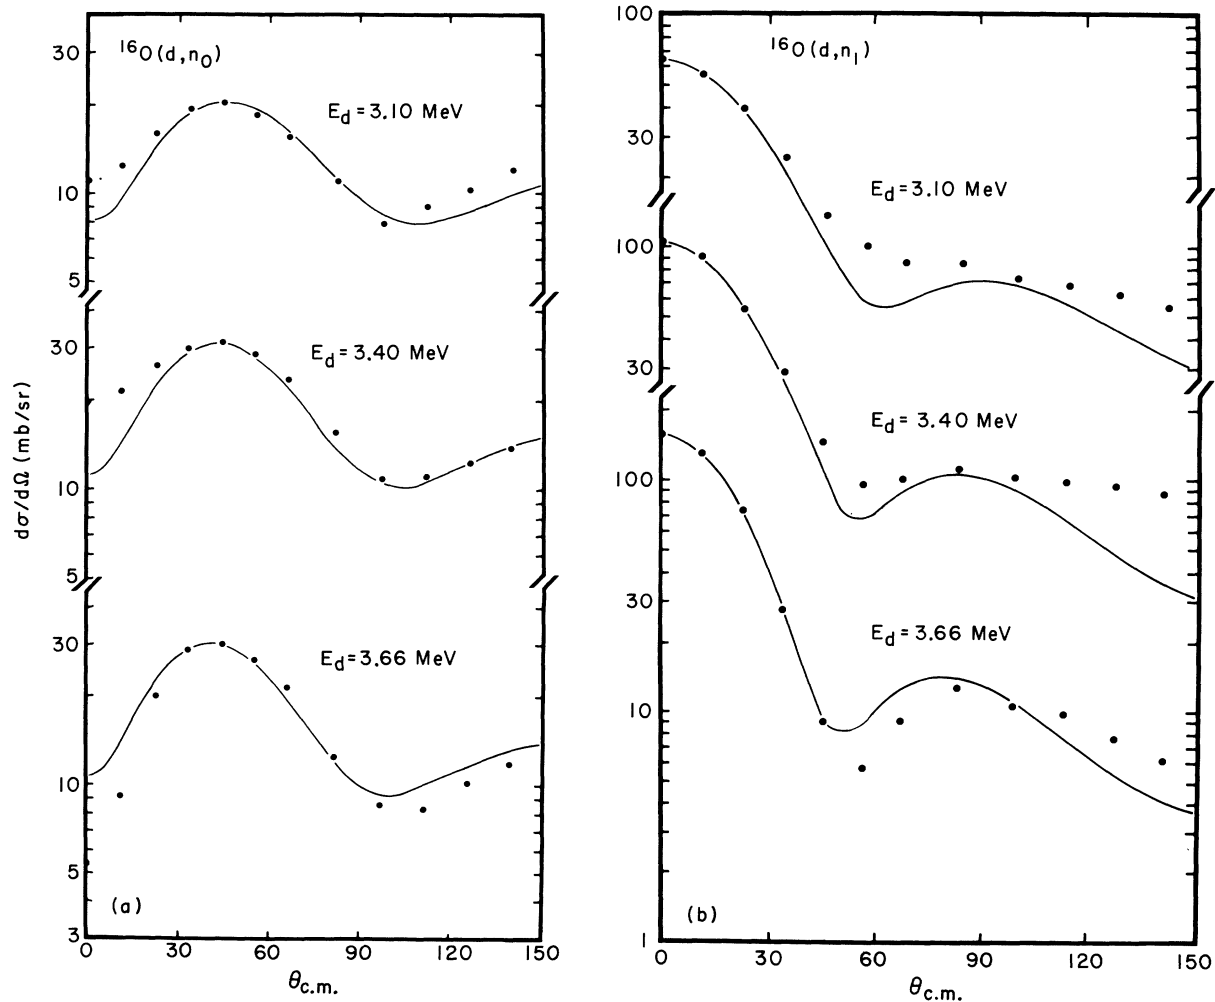 dσ/dΩ (mb/sr)
¹⁶O(d,n₀)
30
10
5
E_d=3.10 MeV
30
10
5
E_d=3.40 MeV
30
10
5
3
E_d=3.66 MeV
(a)
0 30 60 90 120 150
θ_c.m.
¹⁶O(d,n₁)
100
30
E_d=3.10 MeV
100
30
E_d=3.40 MeV
100
30
10
1
E_d=3.66 MeV
(b)
0 30 60 90 120 150
θ_c.m.